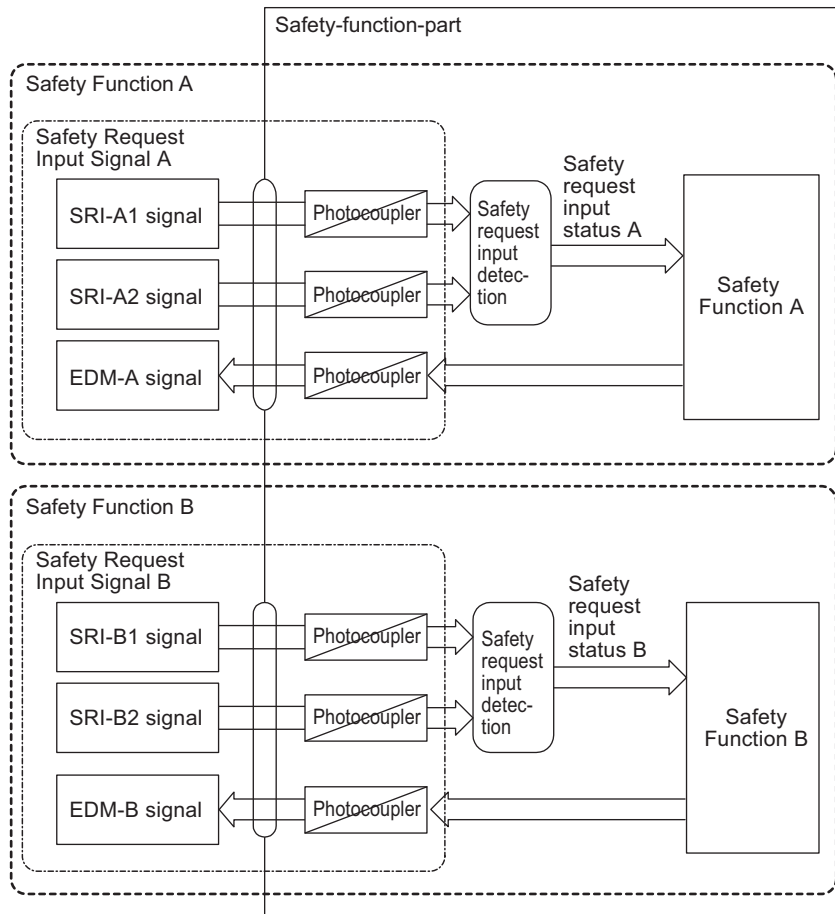 Safety-function-part
Safety Function A
Safety Request
Input Signal A
SRI-A1 signal
Photocoupler
SRI-A2 signal
Photocoupler
EDM-A signal
Photocoupler
Safety
request
input
detec-
tion
Safety
request
input
status A
Safety
Function A
Safety Function B
Safety Request
Input Signal B
SRI-B1 signal
Photocoupler
SRI-B2 signal
Photocoupler
EDM-B signal
Photocoupler
Safety
request
input
detec-
tion
Safety
request
input
status B
Safety
Function B